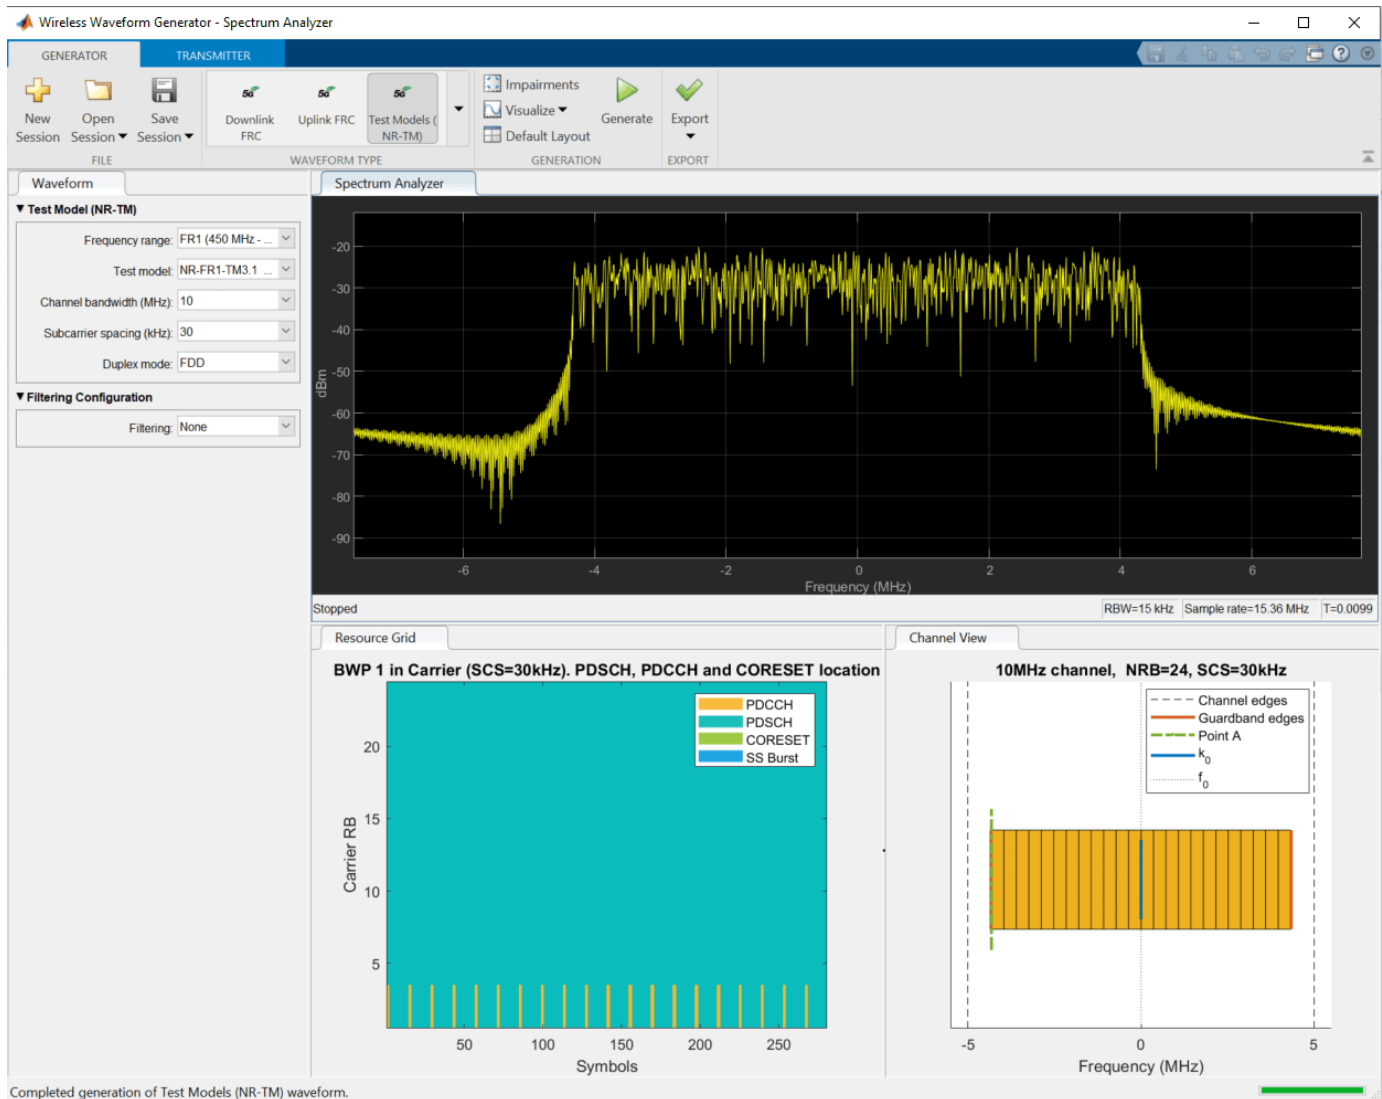 Wireless Waveform Generator - Spectrum Analyzer
GENERATOR
TRANSMITTER
New Session
Open Session
Save Session
FILE
5G
Downlink FRC
5G
Uplink FRC
5G
Test Models ( NR-TM)
WAVEFORM TYPE
Impairments
Visualize
Default Layout
Generate
GENERATION
Export
EXPORT
Waveform
Test Model (NR-TM)
Frequency range: FR1 (450 MHz - ...
Test model: NR-FR1-TM3.1 ...
Channel bandwidth (MHz): 10
Subcarrier spacing (kHz): 30
Duplex mode: FDD
Filtering Configuration
Filtering: None
Spectrum Analyzer
-20
-30
-40
-50
-60
-70
-80
-90
dBm
-6 -4 -2 0 2 4 6
Frequency (MHz)
Stopped
RBW=15 kHz Sample rate=15.36 MHz T=0.0099
Resource Grid
BWP 1 in Carrier (SCS=30kHz). PDSCH, PDCCH and CORESET location
PDCCH
PDSCH
CORESET
SS Burst
20
15
10
5
Carrier RB
50 100 150 200 250
Symbols
Channel View
10MHz channel, NRB=24, SCS=30kHz
Channel edges
Guardband edges
Point A
k0
f0
-5 0 5
Frequency (MHz)
Completed generation of Test Models (NR-TM) waveform.